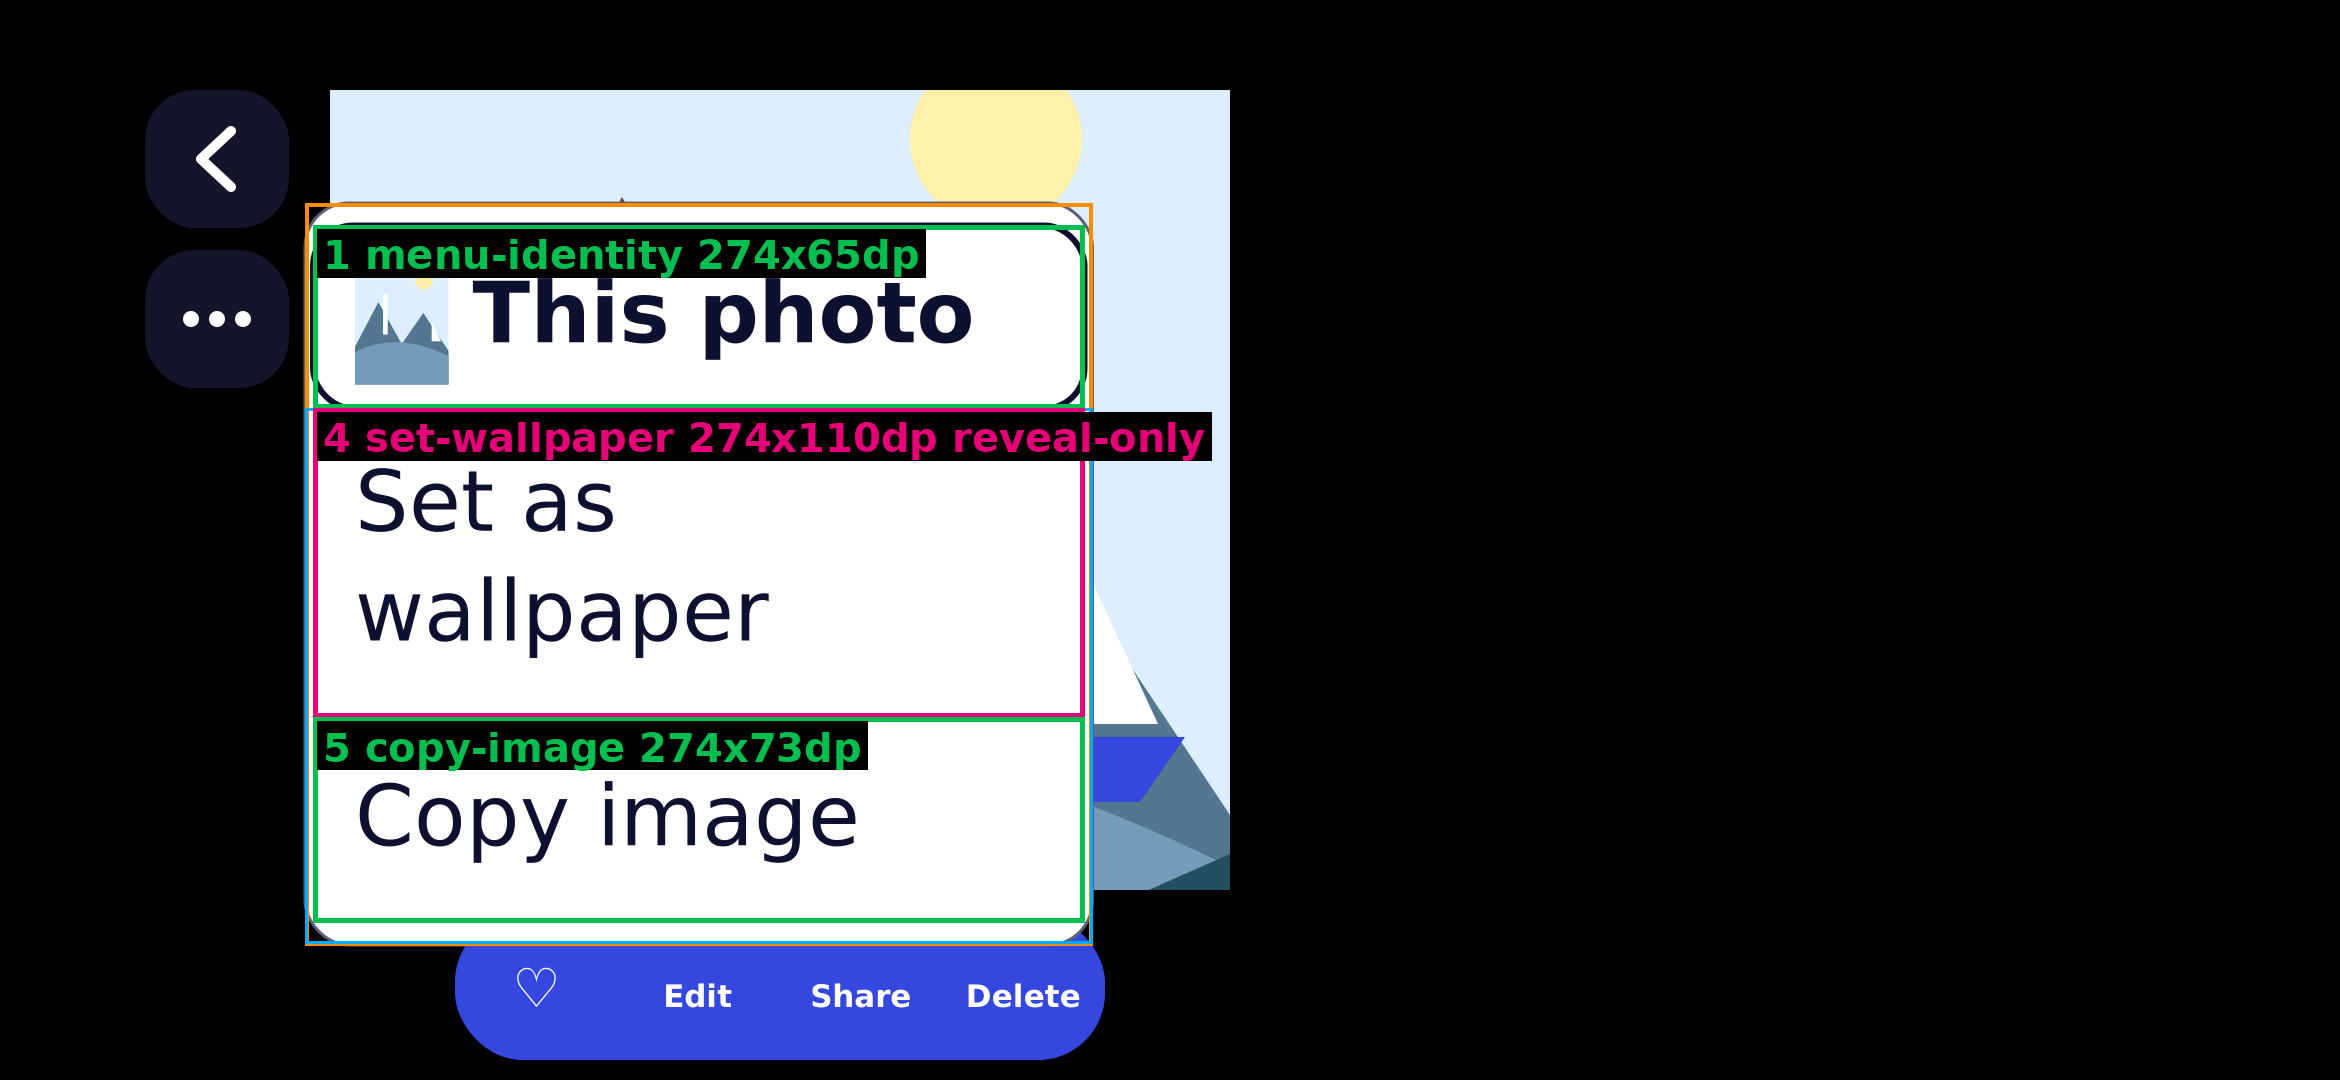 1 menu-identity 274x65dp
This photo
4 set-wallpaper 274x110dp reveal-only
Set as
wallpaper
5 copy-image 274x73dp
Copy image
♡ Edit Share Delete